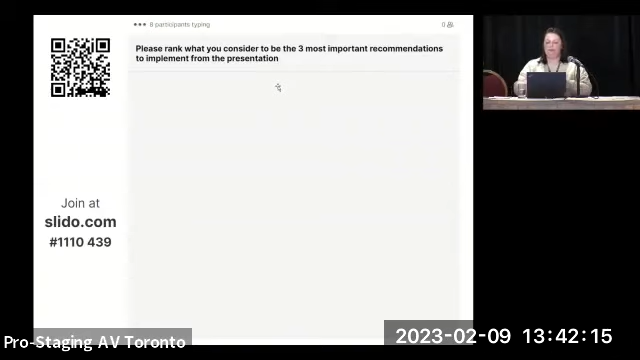 8 participants typing
0
Please rank what you consider to be the 3 most important recommendations
to implement from the presentation
Join at
slido.com
#1110 439
Pro-Staging AV Toronto
2023-02-09 13:42:15